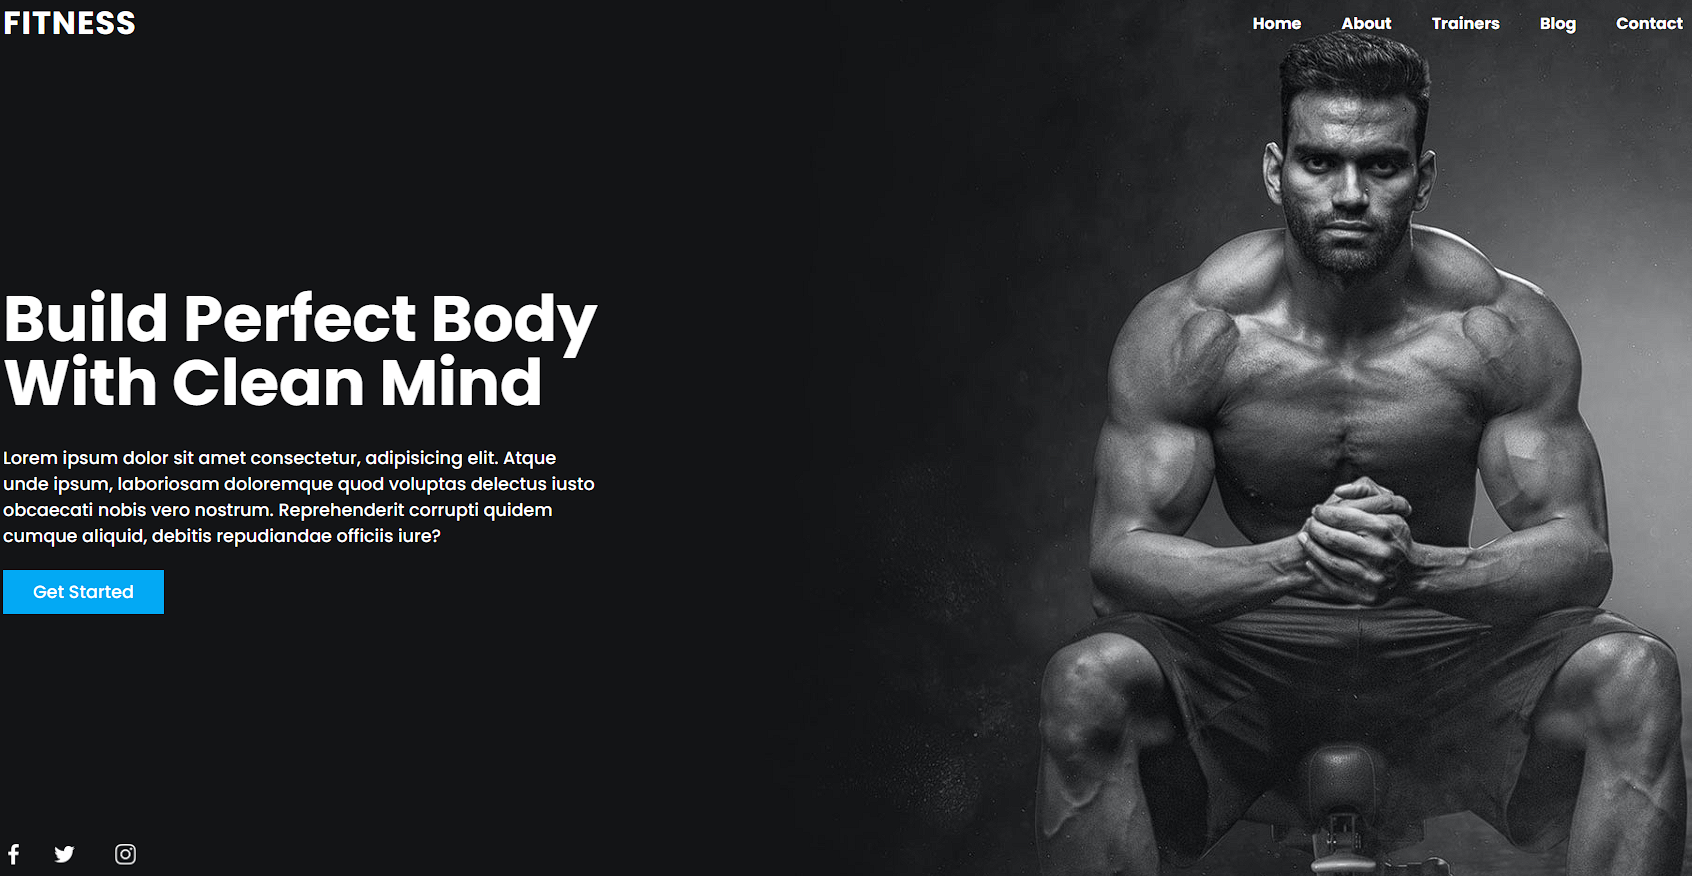 FITNESS
Home About Trainers Blog Contact
Build Perfect Body
With Clean Mind
Lorem ipsum dolor sit amet consectetur, adipisicing elit. Atque
unde ipsum, laboriosam doloremque quod voluptas delectus iusto
obcaecati nobis vero nostrum. Reprehenderit corrupti quidem
cumque aliquid, debitis repudiandae officiis iure?
Get Started